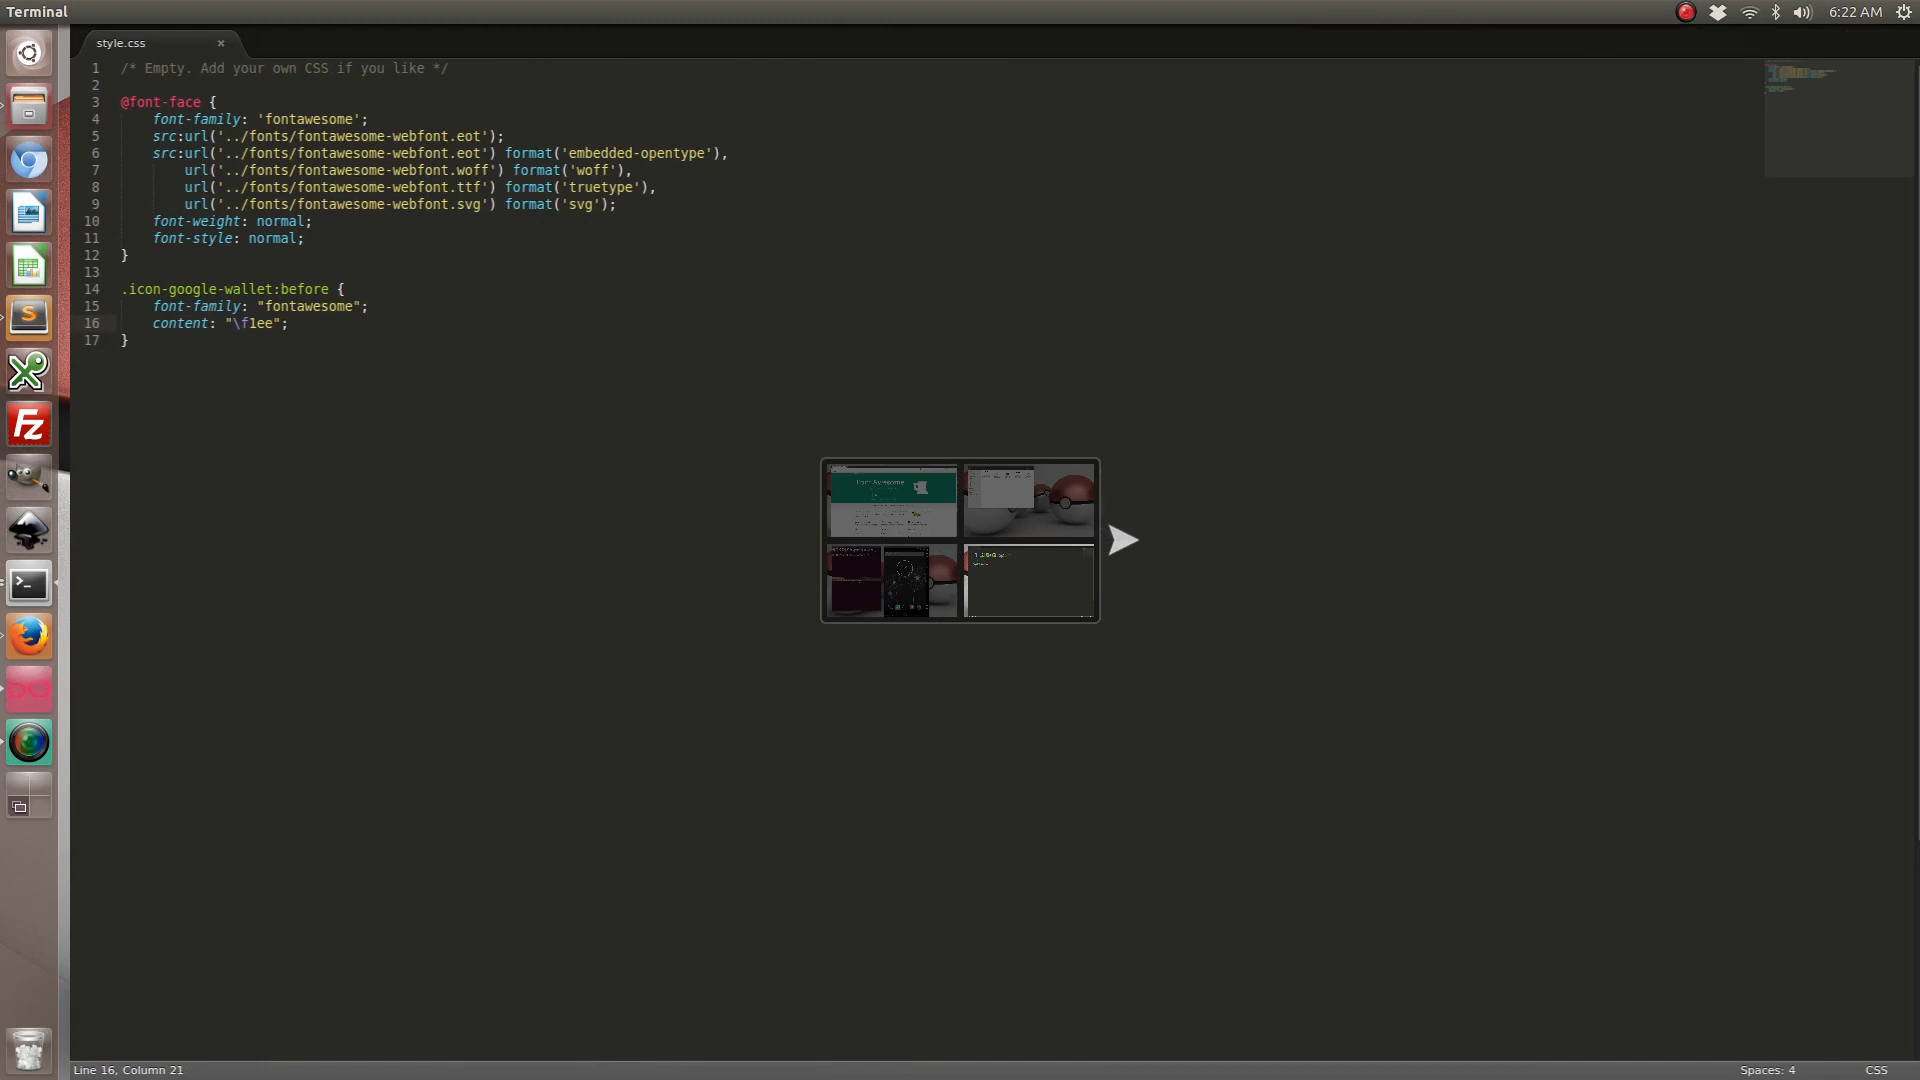 Terminal
6:22 AM
style.css ×
1 /* Empty. Add your own CSS if you like */
2
3 @font-face {
4 font-family: 'fontawesome';
5 src:url('../fonts/fontawesome-webfont.eot');
6 src:url('../fonts/fontawesome-webfont.eot') format('embedded-opentype'),
7 url('../fonts/fontawesome-webfont.woff') format('woff'),
8 url('../fonts/fontawesome-webfont.ttf') format('truetype'),
9 url('../fonts/fontawesome-webfont.svg') format('svg');
10 font-weight: normal;
11 font-style: normal;
12 }
13
14 .icon-google-wallet:before {
15 font-family: "fontawesome";
16 content: "\f1ee";
17 }
S
X
Fz
>_
Font Awesome
Line 16, Column 21
Spaces: 4
CSS